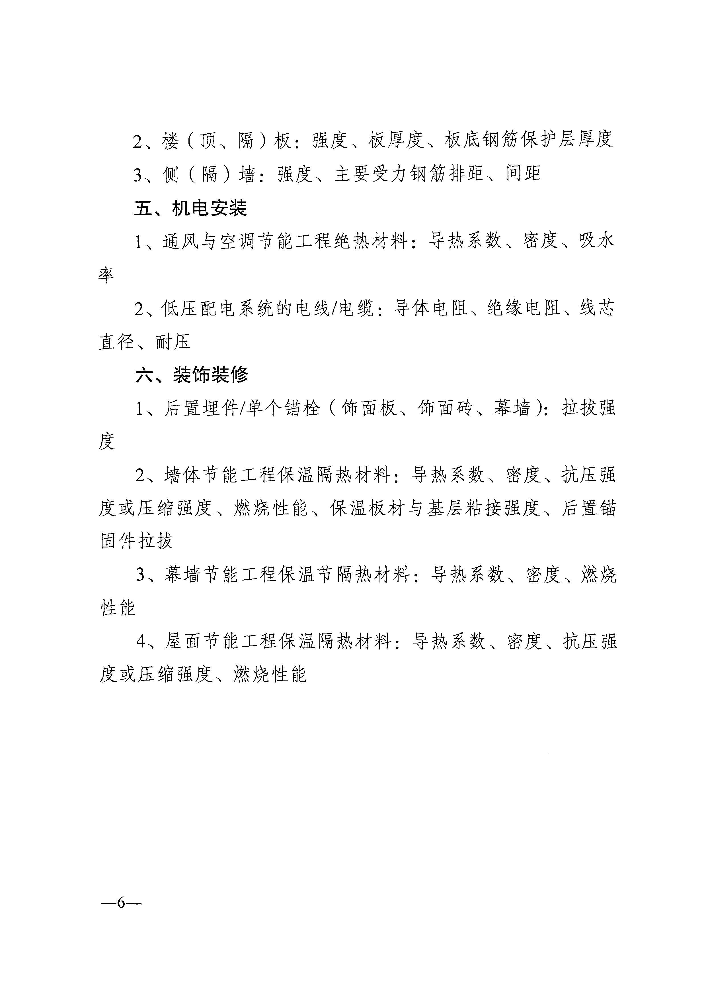 2、楼（顶、隔）板：强度、板厚度、板底钢筋保护层厚度
3、侧（隔）墙：强度、主要受力钢筋排距、间距
五、机电安装
1、通风与空调节能工程绝热材料：导热系数、密度、吸水
率
2、低压配电系统的电线/电缆：导体电阻、绝缘电阻、线芯
直径、耐压
六、装饰装修
1、后置埋件/单个锚栓（饰面板、饰面砖、幕墙）：拉拔强
度
2、墙体节能工程保温隔热材料：导热系数、密度、抗压强
度或压缩强度、燃烧性能、保温板材与基层粘接强度、后置锚
固件拉拔
3、幕墙节能工程保温节隔热材料：导热系数、密度、燃烧
性能
4、屋面节能工程保温隔热材料：导热系数、密度、抗压强
度或压缩强度、燃烧性能
—6—